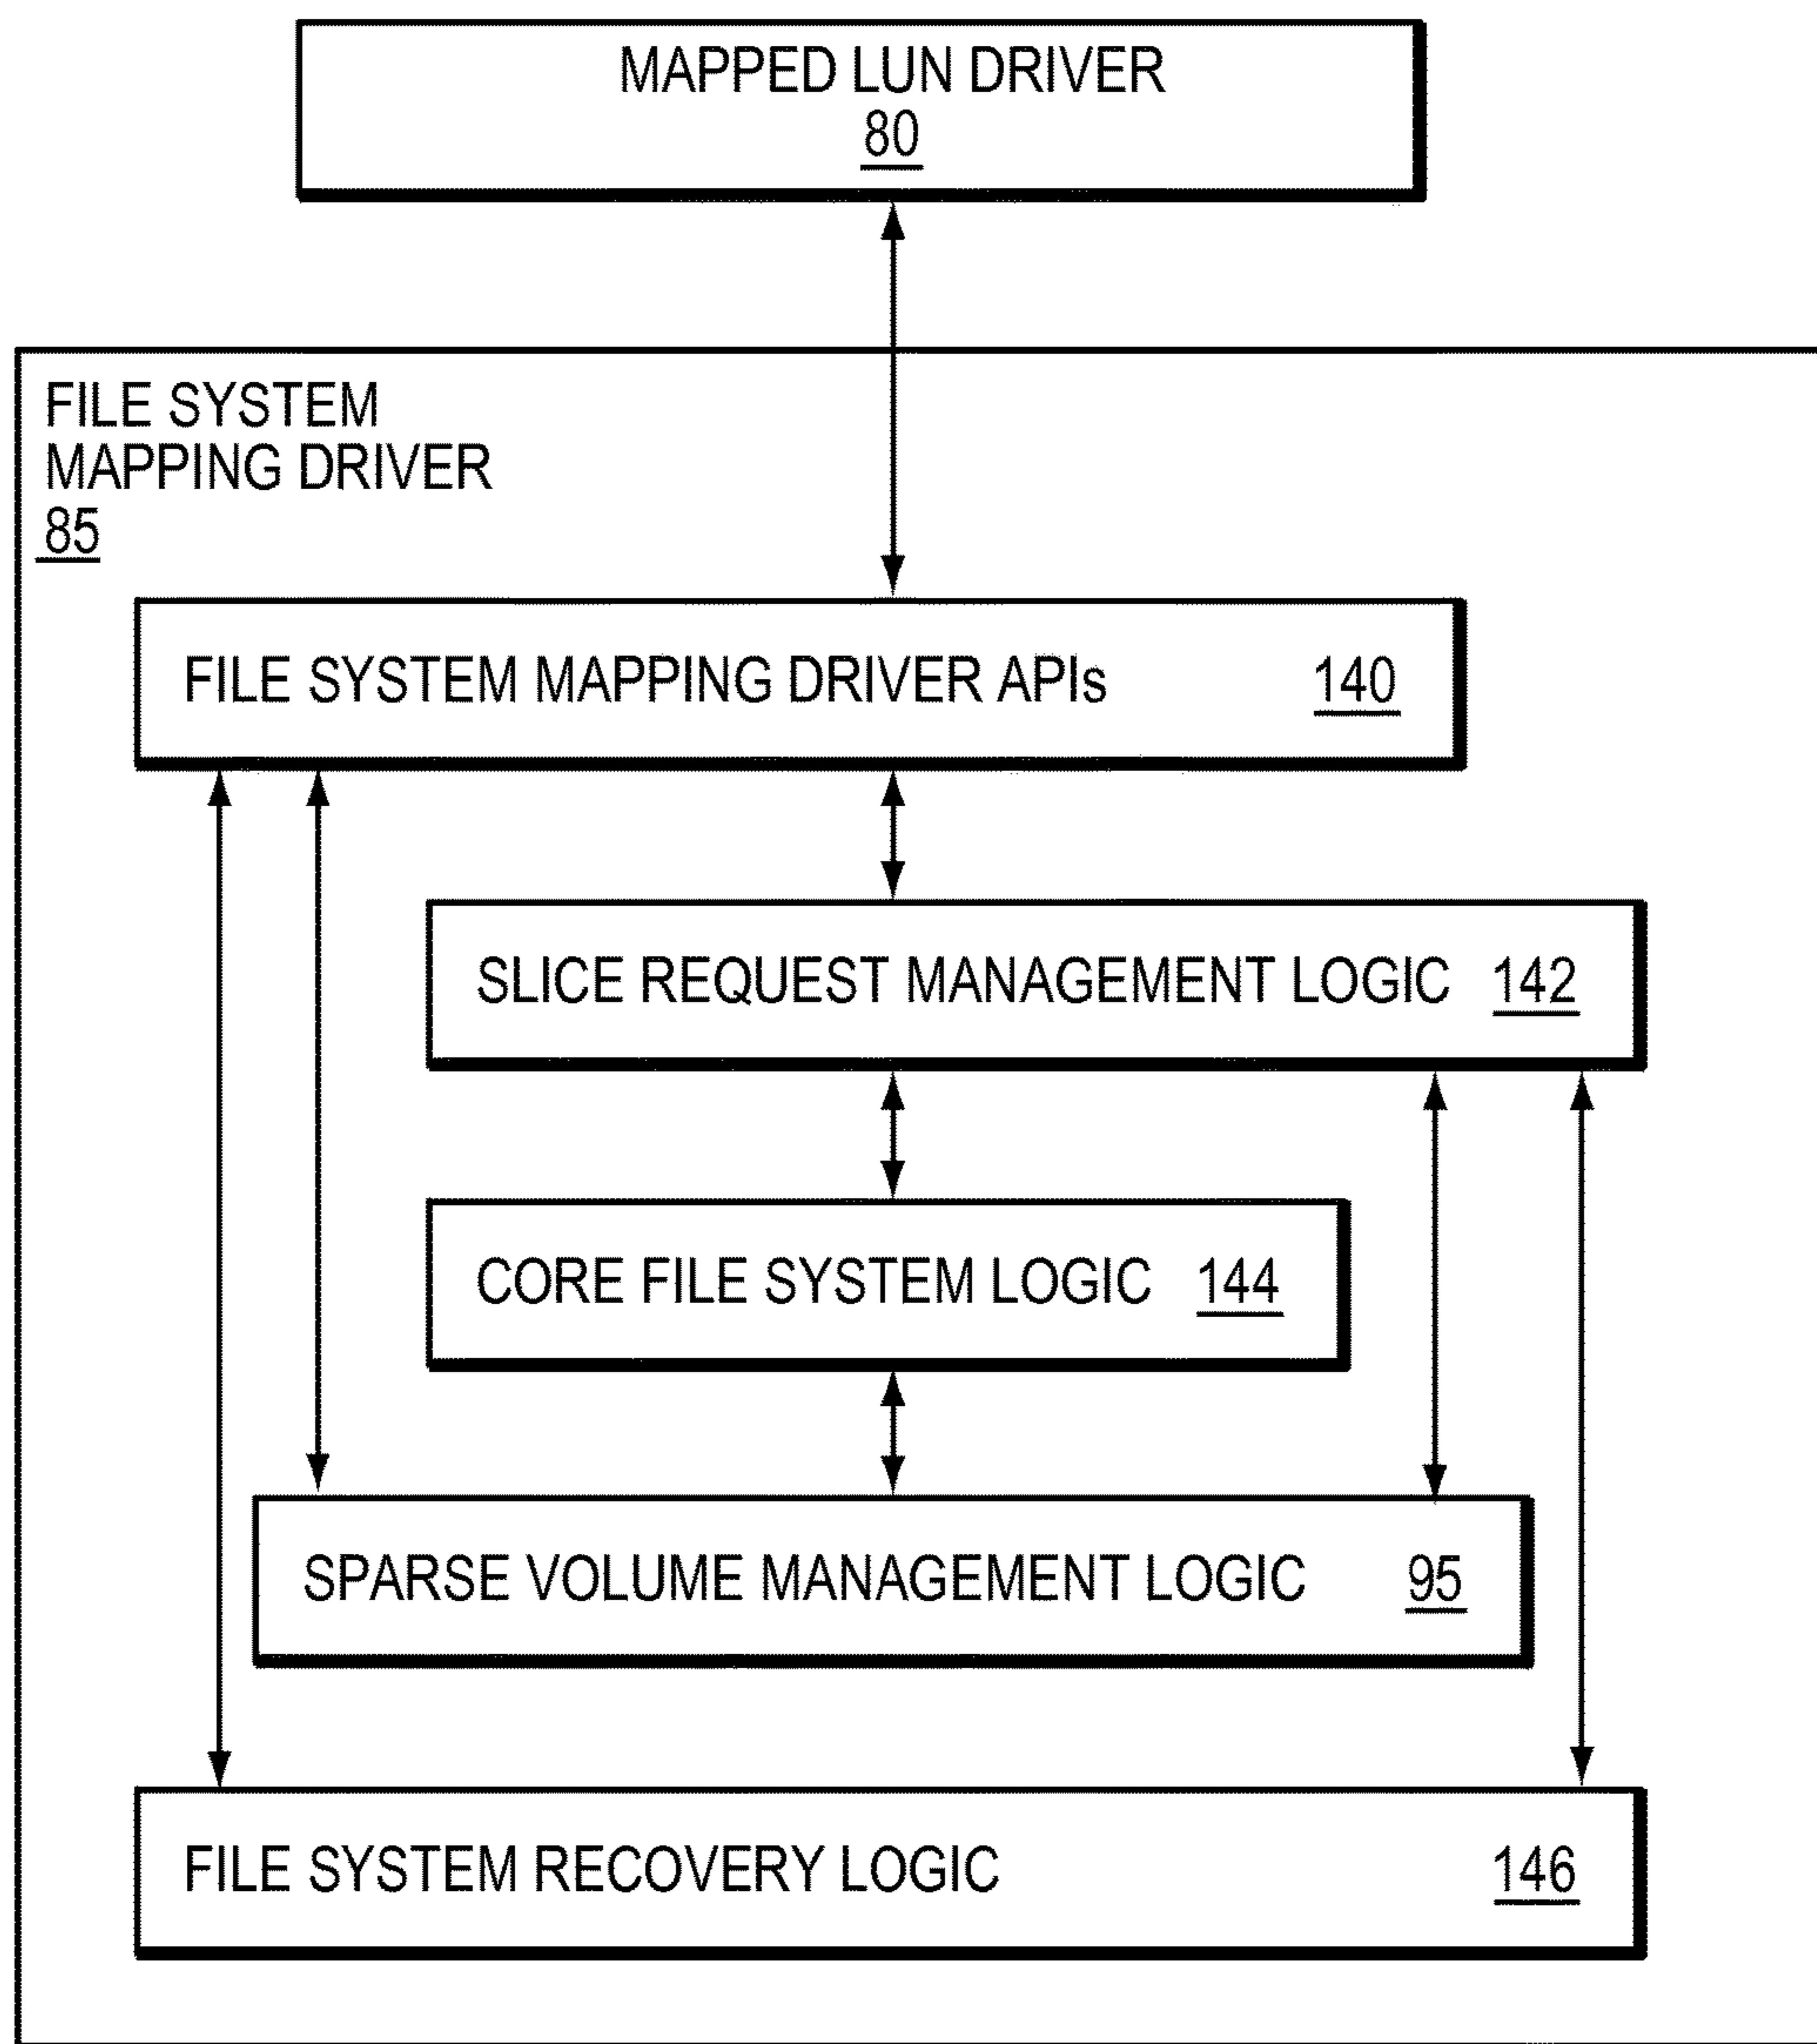 MAPPED LUN DRIVER
80
FILE SYSTEM
MAPPING DRIVER
85
FILE SYSTEM MAPPING DRIVER APIs 140
SLICE REQUEST MANAGEMENT LOGIC 142
CORE FILE SYSTEM LOGIC 144
SPARSE VOLUME MANAGEMENT LOGIC 95
FILE SYSTEM RECOVERY LOGIC 146